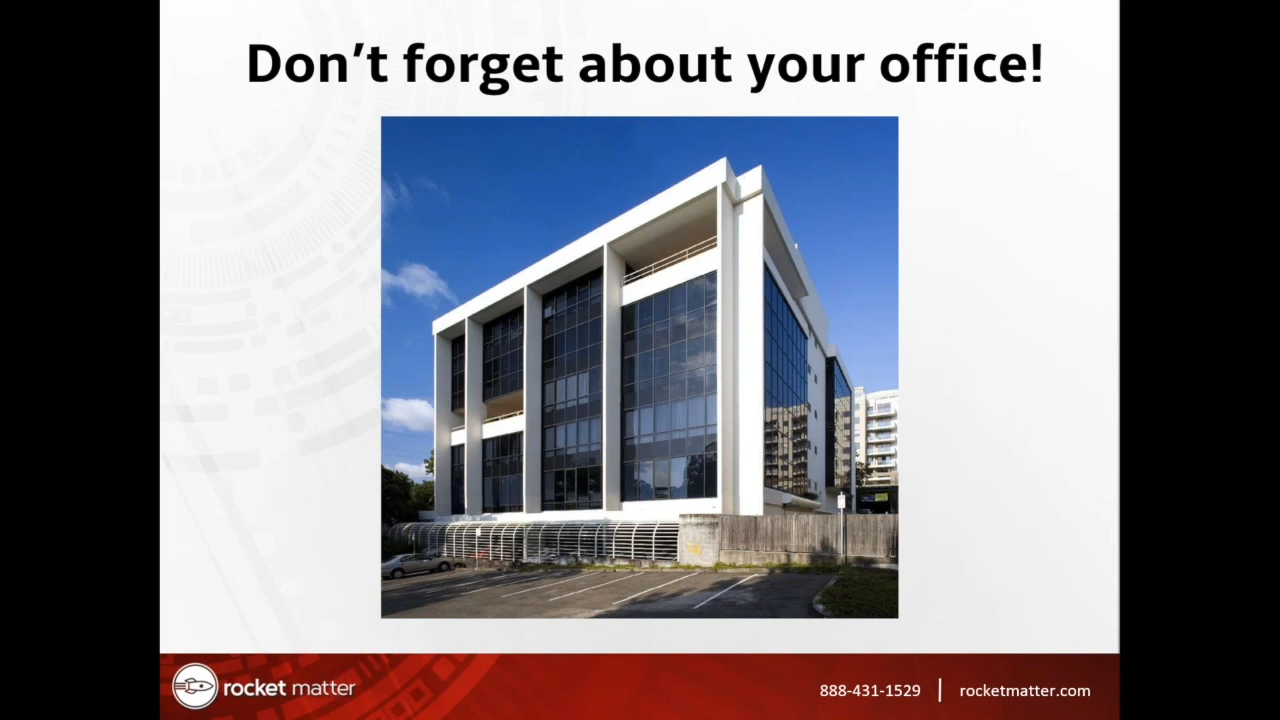 Don’t forget about your office!
rocket matter
888-431-1529 | rocketmatter.com